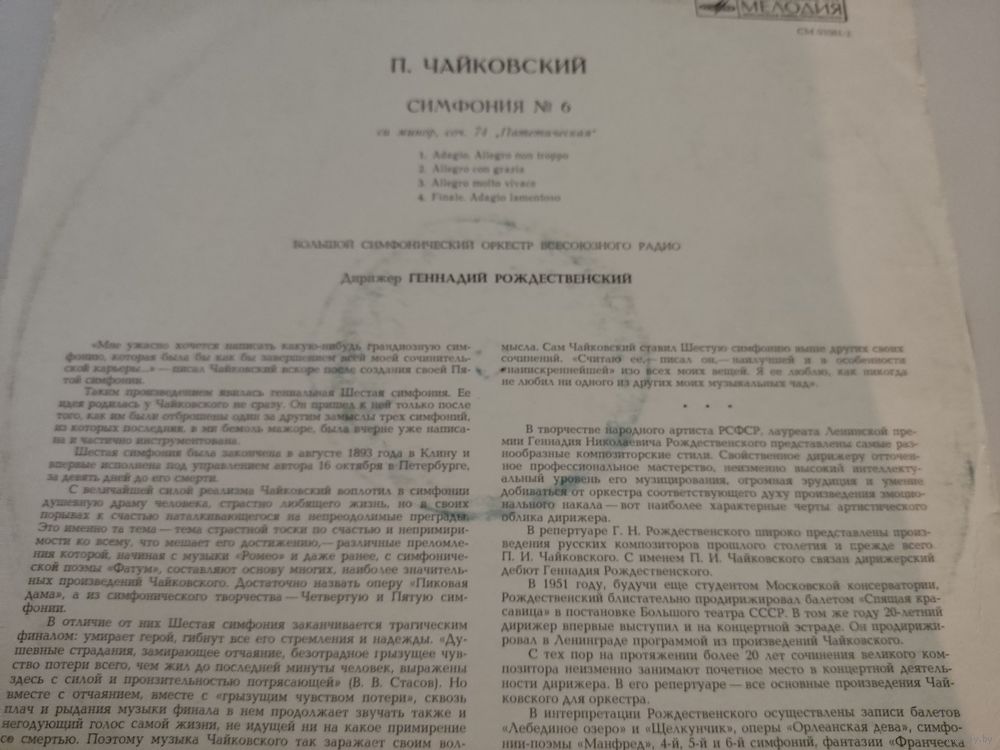 МЕЛОДИЯ
П. ЧАЙКОВСКИЙ
СИМФОНИЯ № 6
си минор, соч. 74 „Патетическая“
1. Adagio. Allegro non troppo
2. Allegro con grazia
3. Allegro molto vivace
4. Finale. Adagio lamentoso
БОЛЬШОЙ СИМФОНИЧЕСКИЙ ОРКЕСТР ВСЕСОЮЗНОГО РАДИО
Дирижер ГЕННАДИЙ РОЖДЕСТВЕНСКИЙ
«Мне ужасно хочется написать какую-нибудь грандиозную сим-
фонию, которая была бы как бы завершением всей моей сочинитель-
ской карьеры...» — писал Чайковский вскоре после создания своей Пя-
той симфонии.
Таким произведением явилась гениальная Шестая симфония. Ее
идея родилась у Чайковского не сразу. Он пришел к ней только после
того, как им были отброшены один за другим замыслы трех симфоний,
из которых последняя, в ми бемоль мажоре, была вчерне уже написа-
на и частично инструментована.
Шестая симфония была закончена в августе 1893 года в Клину и
впервые исполнена под управлением автора 16 октября в Петербурге,
за девять дней до его смерти.
С величайшей силой реализма Чайковский воплотил в симфонии
душевную драму человека, страстно любящего жизнь, но в своих
порывах к счастью наталкивающегося на непреодолимые преграды.
Это именно та тема — тема страстной тоски по счастью и непримири-
мости ко всему, что мешает его достижению,— различные преломле-
ния которой, начиная с музыки «Ромео» и даже ранее, с симфониче-
ской поэмы «Фатум», составляют основу многих, наиболее значитель-
ных произведений Чайковского. Достаточно назвать оперу «Пиковая
дама», а из симфонического творчества — Четвертую и Пятую сим-
фонии.
В отличие от них Шестая симфония заканчивается трагическим
финалом: умирает герой, гибнут все его стремления и надежды. «Ду-
шевные страдания, замирающее отчаяние, безотрадное грызущее чув-
ство потери всего, чем жил до последней минуты человек, выражены
здесь с силой и пронзительностью потрясающей» (В. В. Стасов). Но
вместе с отчаянием, вместе с «грызущим чувством потери», сквозь
плач и рыдания музыки финала в нем продолжает звучать также и
негодующий голос самой жизни, не идущей ни на какое примирение
со смертью. Поэтому музыка Чайковского так заражает своим вол-
мысла. Сам Чайковский ставил Шестую симфонию выше других своих
сочинений. «Считаю ее,— писал он,— наилучшей и в особенности
«наиискреннейшей» изо всех моих вещей. Я ее люблю, как никогда
не любил ни одного из других моих музыкальных чад».
• • •
В творчестве народного артиста РСФСР, лауреата Ленинской пре-
мии Геннадия Николаевича Рождественского представлены самые раз-
нообразные композиторские стили. Свойственное дирижеру отточен-
ное профессиональное мастерство, неизменно высокий интеллекту-
альный уровень его музицирования, огромная эрудиция и умение
добиваться от оркестра соответствующего духу произведения эмоцио-
нального накала — вот наиболее характерные черты артистического
облика дирижера.
В репертуаре Г. Н. Рождественского широко представлены произ-
ведения русских композиторов прошлого столетия и прежде всего
П. И. Чайковского. С именем П. И. Чайковского связан дирижерский
дебют Геннадия Рождественского.
В 1951 году, будучи еще студентом Московской консерватории,
Рождественский блистательно продирижировал балетом «Спящая кра-
савица» в постановке Большого театра СССР. В том же году 20-летний
дирижер впервые выступил и на концертной эстраде. Он продирижи-
ровал в Ленинграде программой из произведений Чайковского.
С тех пор на протяжении более 20 лет сочинения великого ком-
позитора неизменно занимают почетное место в концертной деятель-
ности дирижера. В его репертуаре — все основные произведения Чай-
ковского для оркестра.
В интерпретации Рождественского осуществлены записи балетов
«Лебединое озеро» и «Щелкунчик», оперы «Орлеанская дева», симфо-
нии-поэмы «Манфред», 4-й, 5-й и 6-й симфоний, фантазии «Франческа